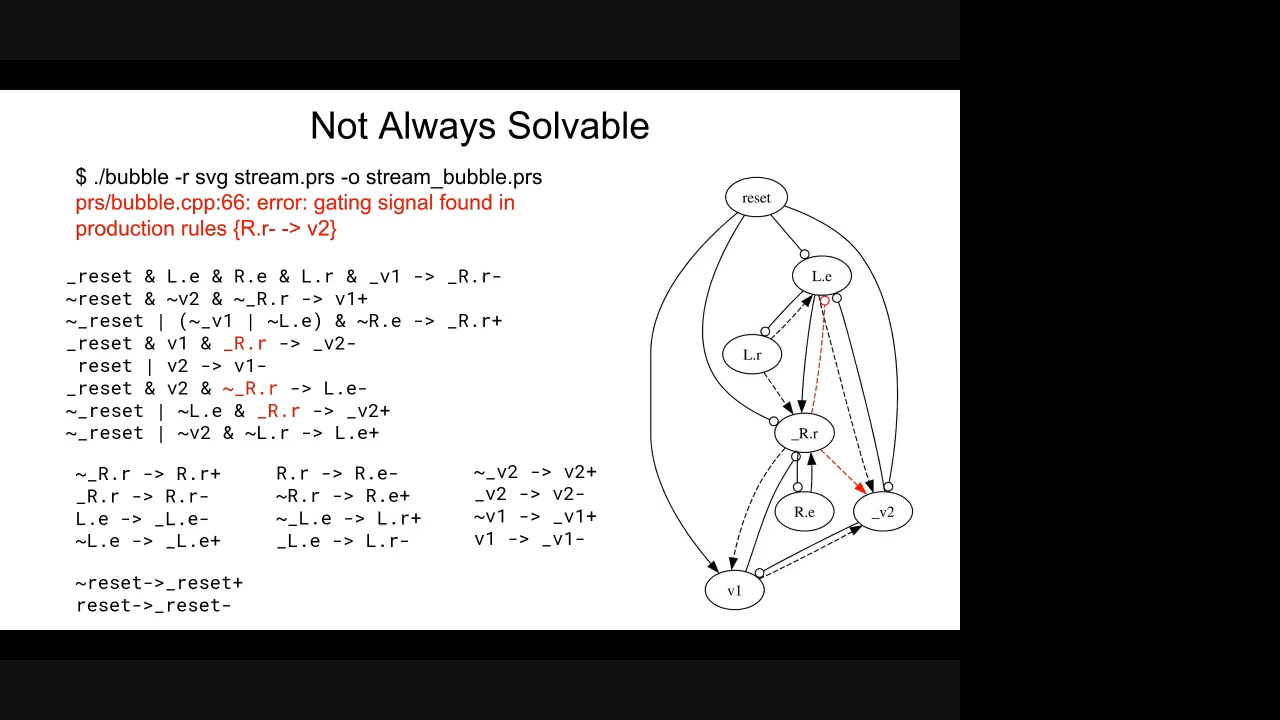 Not Always Solvable
$ ./bubble -r svg stream.prs -o stream_bubble.prs
prs/bubble.cpp:66: error: gating signal found in
production rules {R.r- -> v2}
_reset & L.e & R.e & L.r & _v1 -> _R.r-
~reset & ~v2 & ~_R.r -> v1+
~_reset | (~_v1 | ~L.e) & ~R.e -> _R.r+
_reset & v1 & _R.r -> _v2-
reset | v2 -> v1-
_reset & v2 & ~_R.r -> L.e-
~_reset | ~L.e & _R.r -> _v2+
~_reset | ~v2 & ~L.r -> L.e+
~_R.r -> R.r+
_R.r -> R.r-
L.e -> _L.e-
~L.e -> _L.e+
R.r -> R.e-
~R.r -> R.e+
~_L.e -> L.r+
_L.e -> L.r-
~_v2 -> v2+
_v2 -> v2-
~v1 -> _v1+
v1 -> _v1-
~reset->_reset+
reset->_reset-
reset
L.e
L.r
_R.r
R.e
_v2
v1